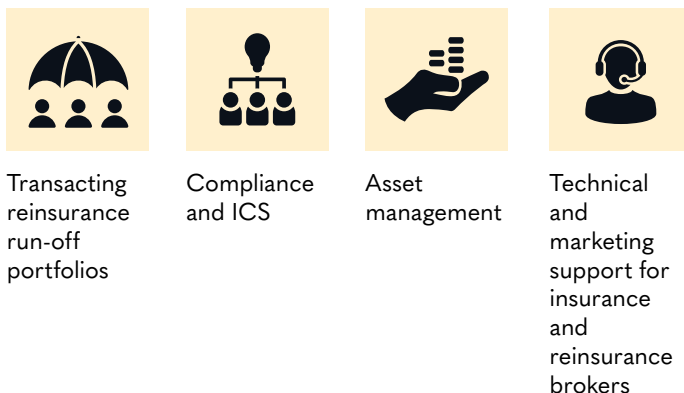 Transacting
reinsurance
run-off
portfolios
Compliance
and ICS
Asset
management
Technical
and
marketing
support for
insurance
and
reinsurance
brokers